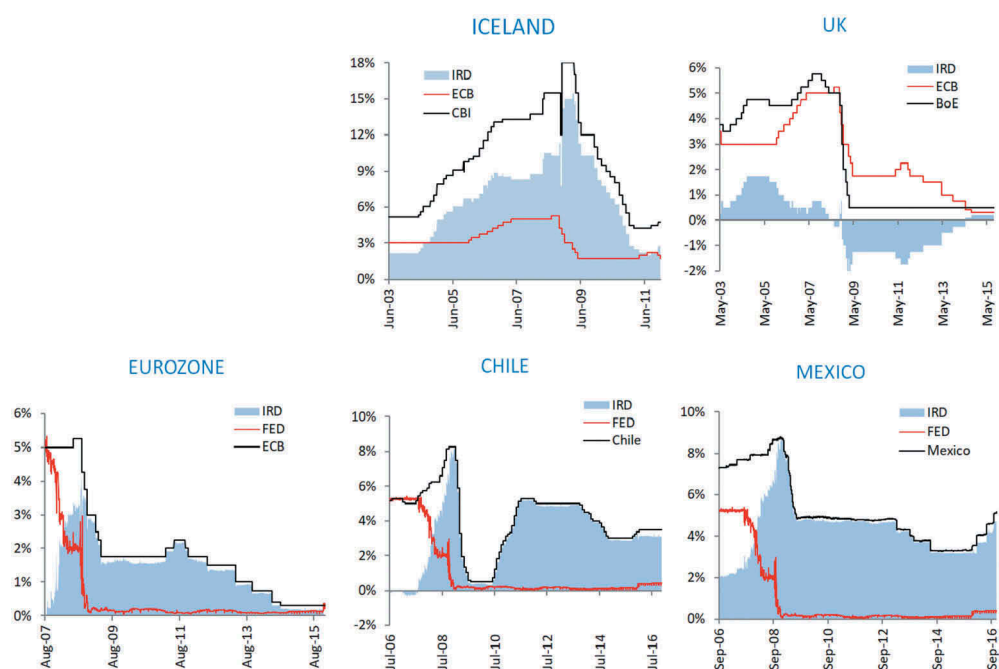 ICELAND
18%
15%
12%
9%
6%
3%
0%
IRD
ECB
CBI
Jun-03
Jun-05
Jun-07
Jun-09
Jun-11
UK
6%
5%
4%
3%
2%
1%
0%
-1%
-2%
IRD
ECB
BoE
May-03
May-05
May-07
May-09
May-11
May-13
May-15
EUROZONE
6%
5%
4%
3%
2%
1%
0%
IRD
FED
ECB
Aug-07
Aug-09
Aug-11
Aug-13
Aug-15
CHILE
10%
8%
6%
4%
2%
0%
-2%
IRD
FED
Chile
Jul-06
Jul-08
Jul-10
Jul-12
Jul-14
Jul-16
MEXICO
10%
8%
6%
4%
2%
0%
IRD
FED
Mexico
Sep-06
Sep-08
Sep-10
Sep-12
Sep-14
Sep-16